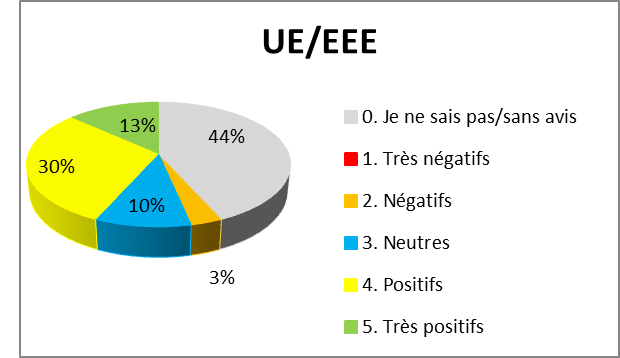 UE/EEE
44%
3%
10%
30%
13%
0. Je ne sais pas/sans avis
1. Très négatifs
2. Négatifs
3. Neutres
4. Positifs
5. Très positifs